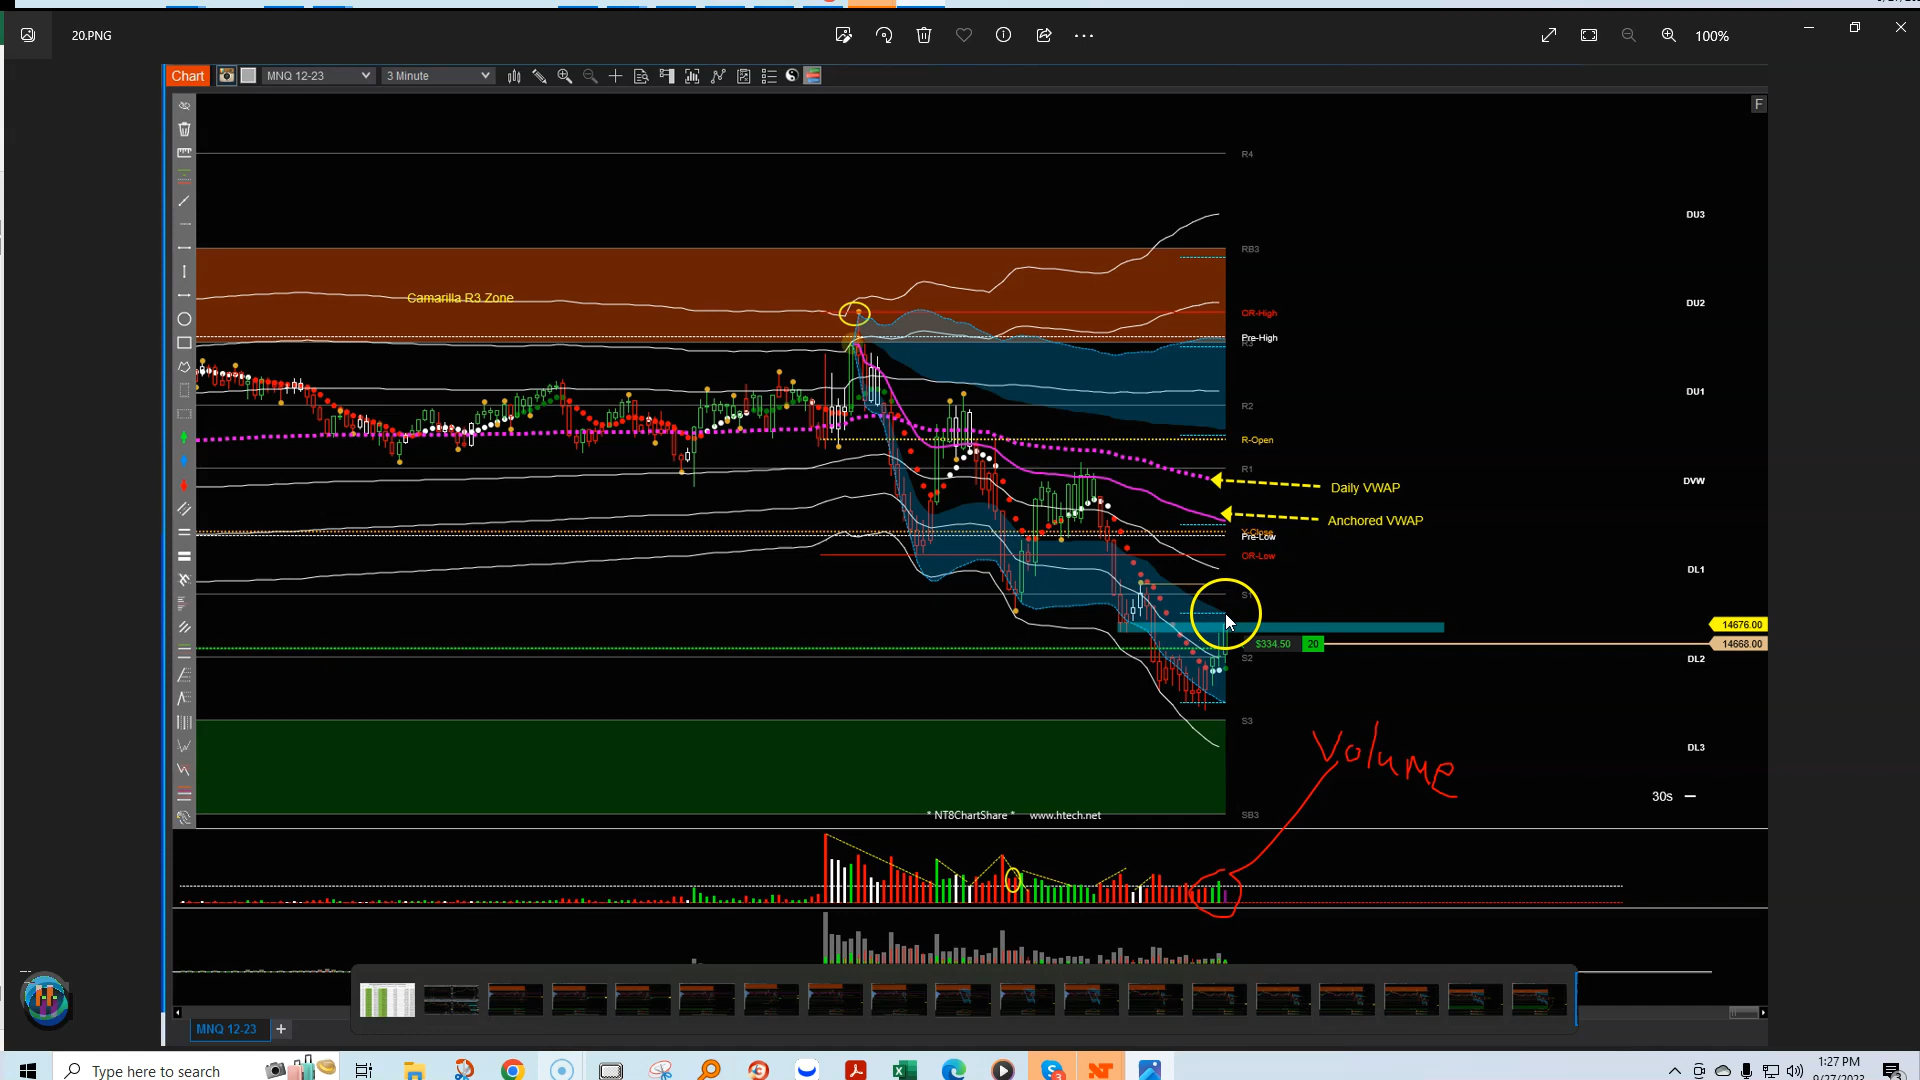 20.PNG
100%
Chart
MNQ 12-23
3 Minute
F
R4
DU3
RB3
Camarilla R3 Zone
DU2
OR-High
Pre-High
R3
DU1
R2
R-Open
R1
DVW
Daily VWAP
Anchored VWAP
Pre-Low
OR-Low
DL1
S1
14676.00
$334.50
20
14668.00
S2
DL2
S3
DL3
Volume
30s
* NT8ChartShare * www.htech.net
SB3
MNQ 12-23
+
Type here to search
1:27 PM